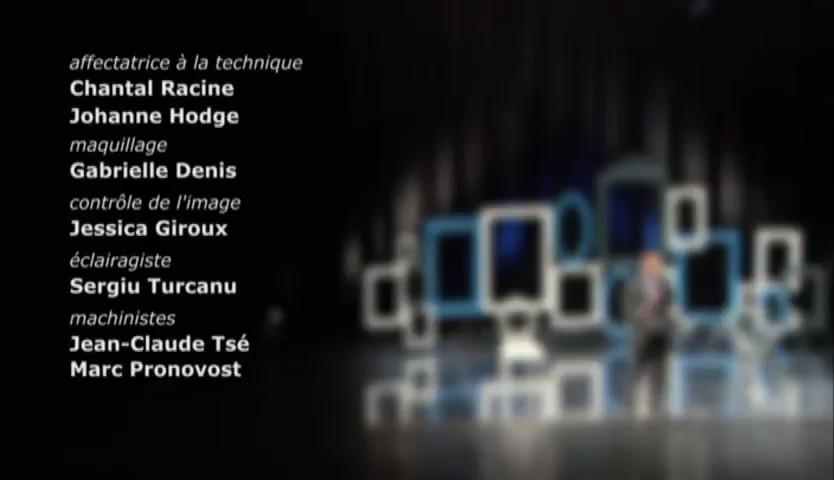 affectatrice à la technique
Chantal Racine
Johanne Hodge
maquillage
Gabrielle Denis
contrôle de l'image
Jessica Giroux
éclairagiste
Sergiu Turcanu
machinistes
Jean-Claude Tsé
Marc Pronovost